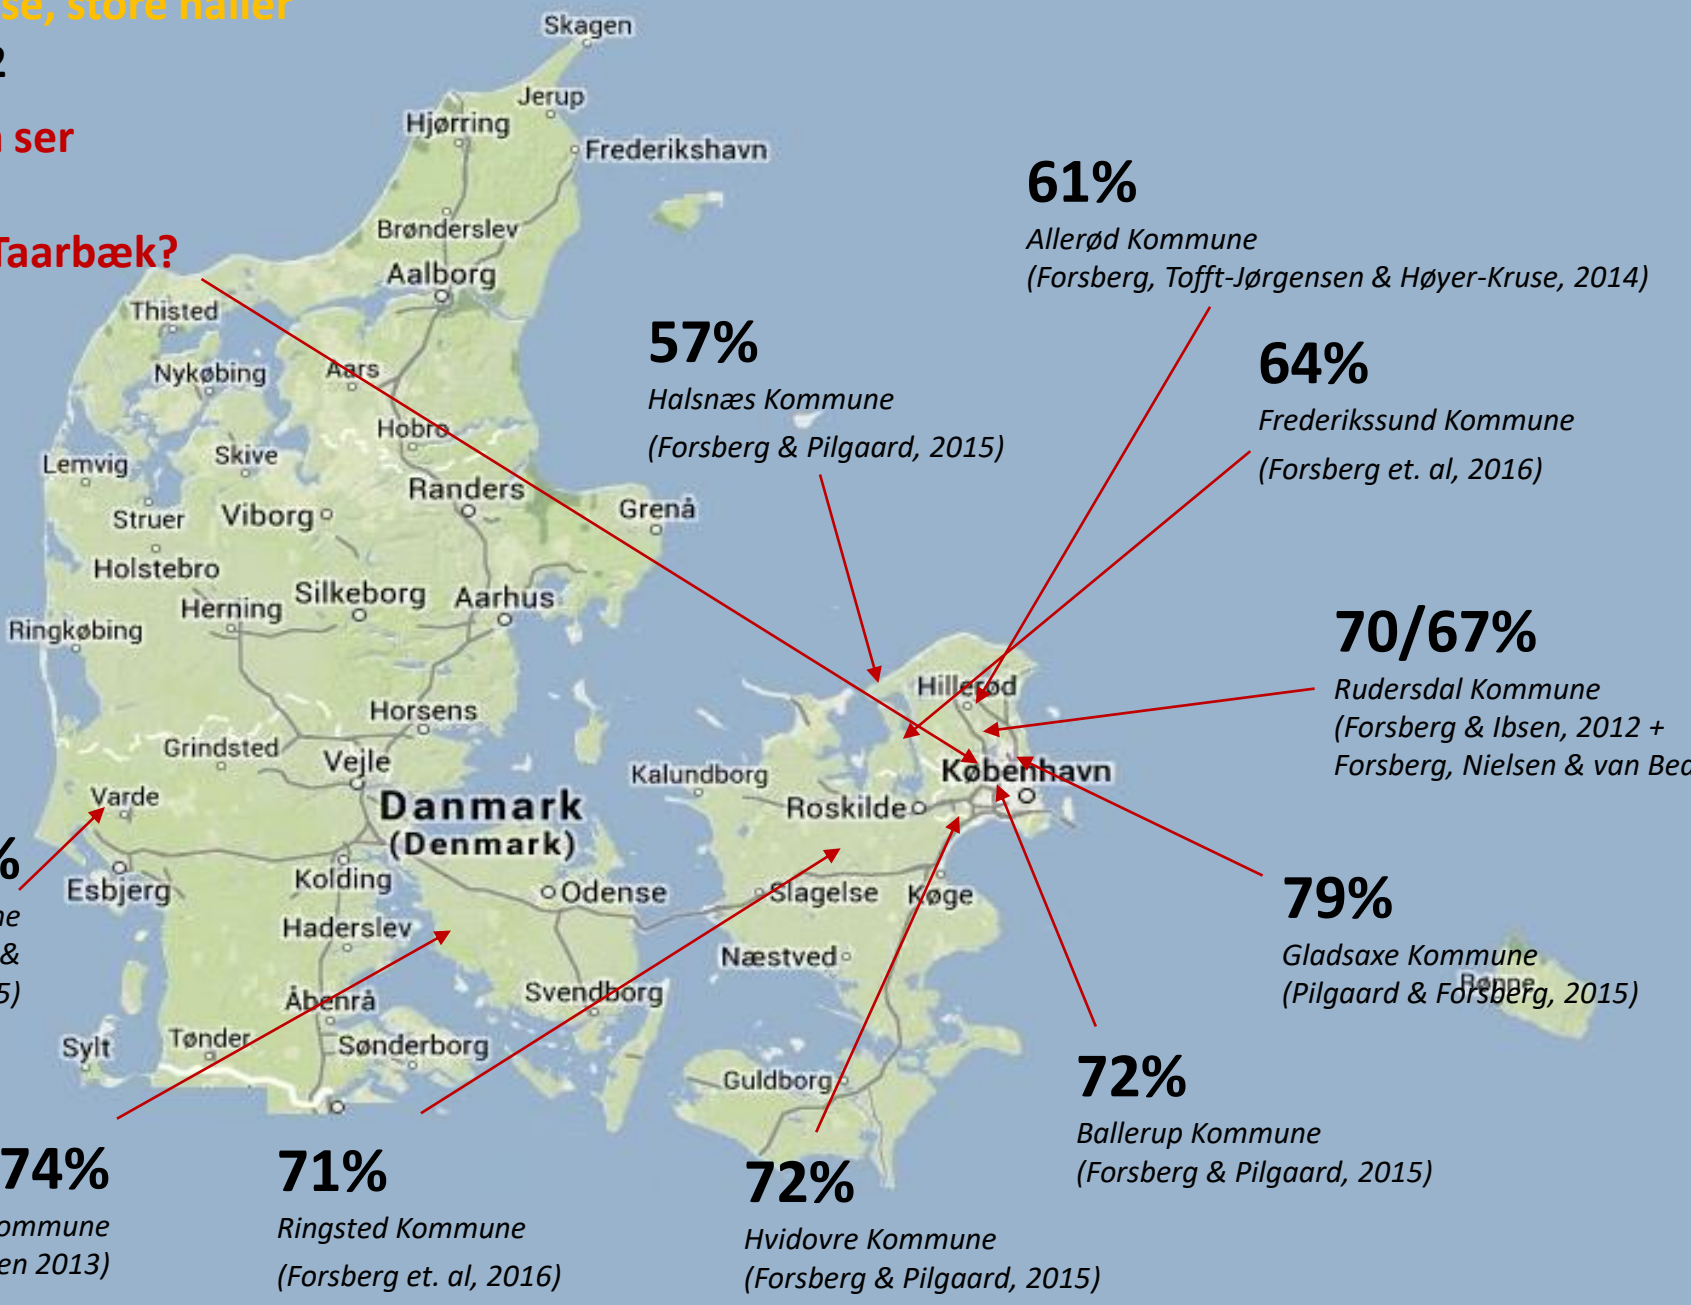 se, store haller
2
ser
Taarbæk?
Skagen
Jerup
Hjørring
Frederikshavn
Brønderslev
Aalborg
Thisted
Nykøbing
Aars
Hobro
Lemvig
Skive
Randers
Struer
Viborg
Grenå
Holstebro
Silkeborg
Herning
Aarhus
Ringkøbing
Horsens
Grindsted
Vejle
Varde
Danmark
(Denmark)
Esbjerg
Kolding
Odense
Haderslev
Svendborg
Åbenrå
Tønder
Sønderborg
Sylt
Hillerød
Kalundborg
København
Roskilde
Slagelse
Køge
Næstved
Guldborg
Rønne
61%
Allerød Kommune
(Forsberg, Tofft-Jørgensen & Høyer-Kruse, 2014)
57%
Halsnæs Kommune
(Forsberg & Pilgaard, 2015)
64%
Frederikssund Kommune
(Forsberg et. al, 2016)
70/67%
Rudersdal Kommune
(Forsberg & Ibsen, 2012 +
Forsberg, Nielsen & van Bec
79%
Gladsaxe Kommune
(Pilgaard & Forsberg, 2015)
72%
Ballerup Kommune
(Forsberg & Pilgaard, 2015)
72%
Hvidovre Kommune
(Forsberg & Pilgaard, 2015)
71%
Ringsted Kommune
(Forsberg et. al, 2016)
74%
ommune
en 2013)
%
ne
&
5)